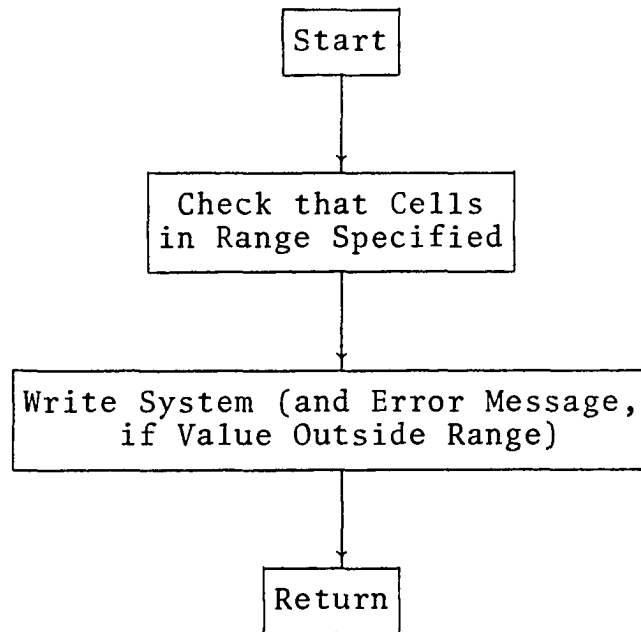 Start
Check that Cells
in Range Specified
Write System (and Error Message,
if Value Outside Range)
Return